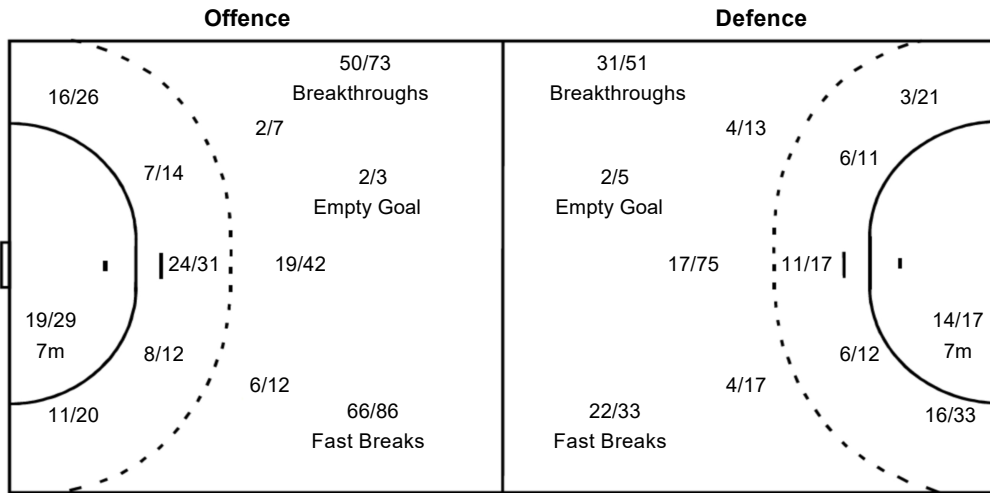 Offence
Defence
50/73
Breakthroughs
31/51
Breakthroughs
16/26
3/21
2/7
4/13
7/14
6/11
2/3
Empty Goal
2/5
Empty Goal
24/31
19/42
17/75
11/17
19/29
7m
14/17
7m
8/12
6/12
6/12
4/17
11/20
66/86
Fast Breaks
22/33
Fast Breaks
16/33